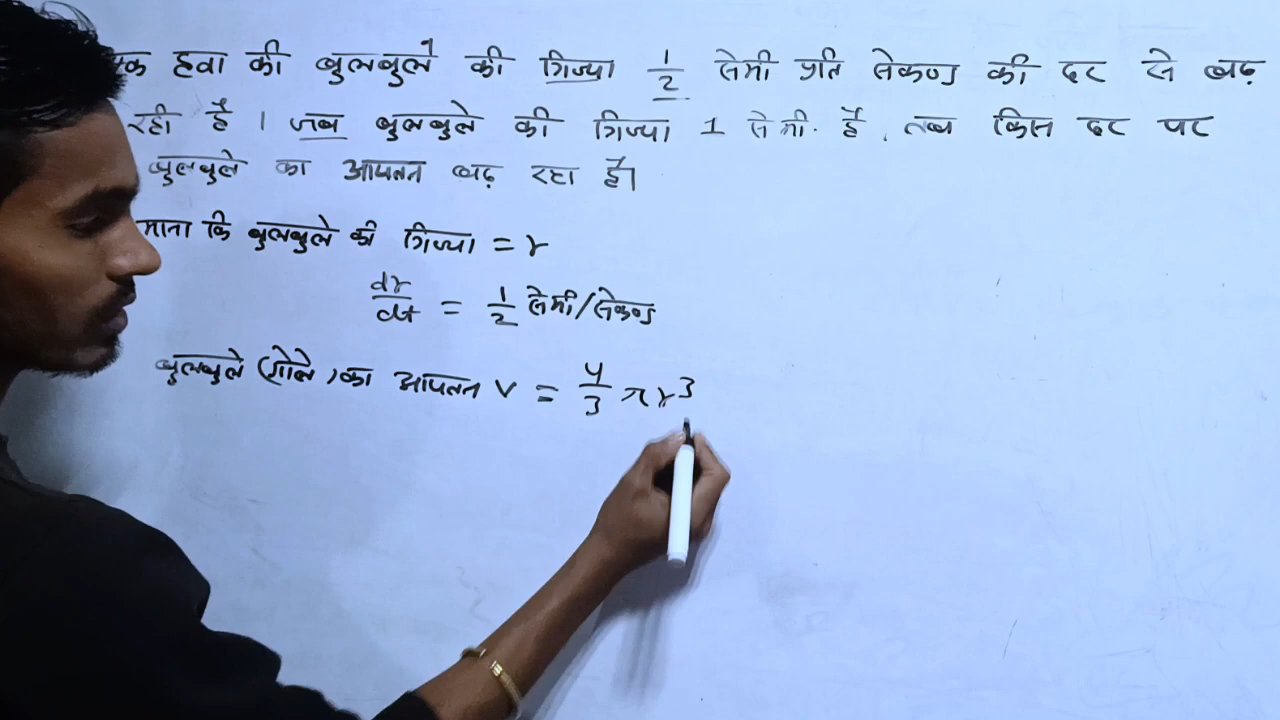 एक हवा की बुलबुले की त्रिज्या 1/2 सेमी प्रति सेकण्ड की दर से बढ़
रही है । जब बुलबुले की त्रिज्या 1 सेमी. है , तब किस दर पर
बुलबुले का आयतन बढ़ रहा है।
माना कि बुलबुले की त्रिज्या = r
dr/dt = 1/2 सेमी/सेकण्ड
बुलबुले (गोले) का आयतन V = 4/3 πr³